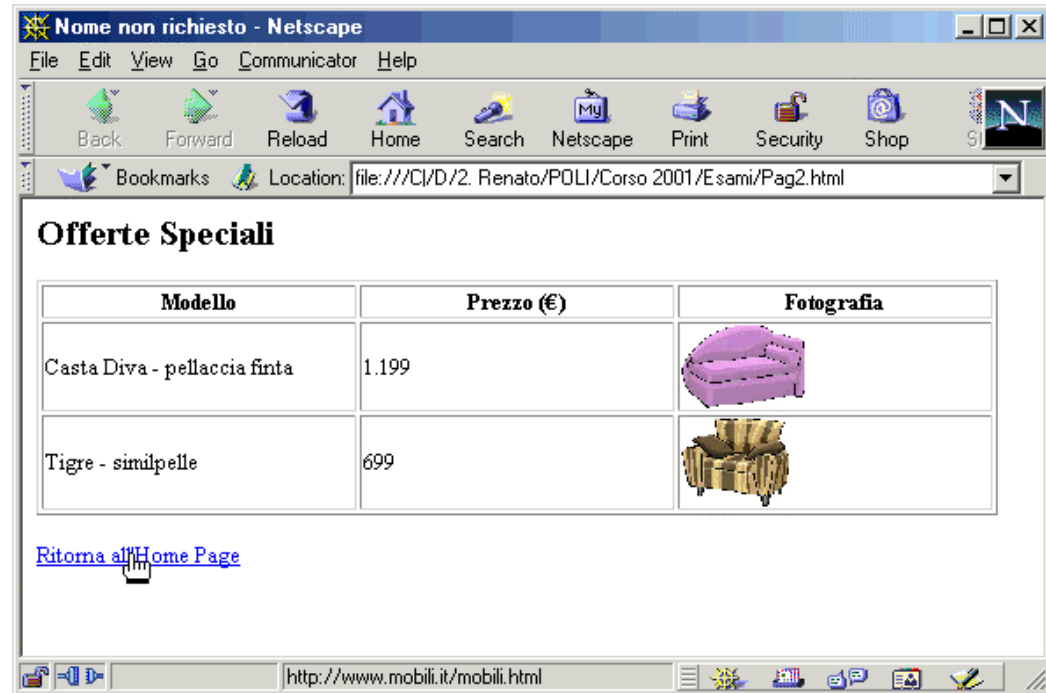 Nome non richiesto - Netscape
File Edit View Go Communicator Help
Back Forward Reload Home Search Netscape Print Security Shop
My
N
Bookmarks Location: file:///C|/D/2. Renato/POLI/Corso 2001/Esami/Pag2.html
Offerte Speciali
Modello Prezzo (€) Fotografia
Casta Diva - pellaccia finta 1.199
Tigre - similpelle 699
Ritorna all'Home Page
http://www.mobili.it/mobili.html